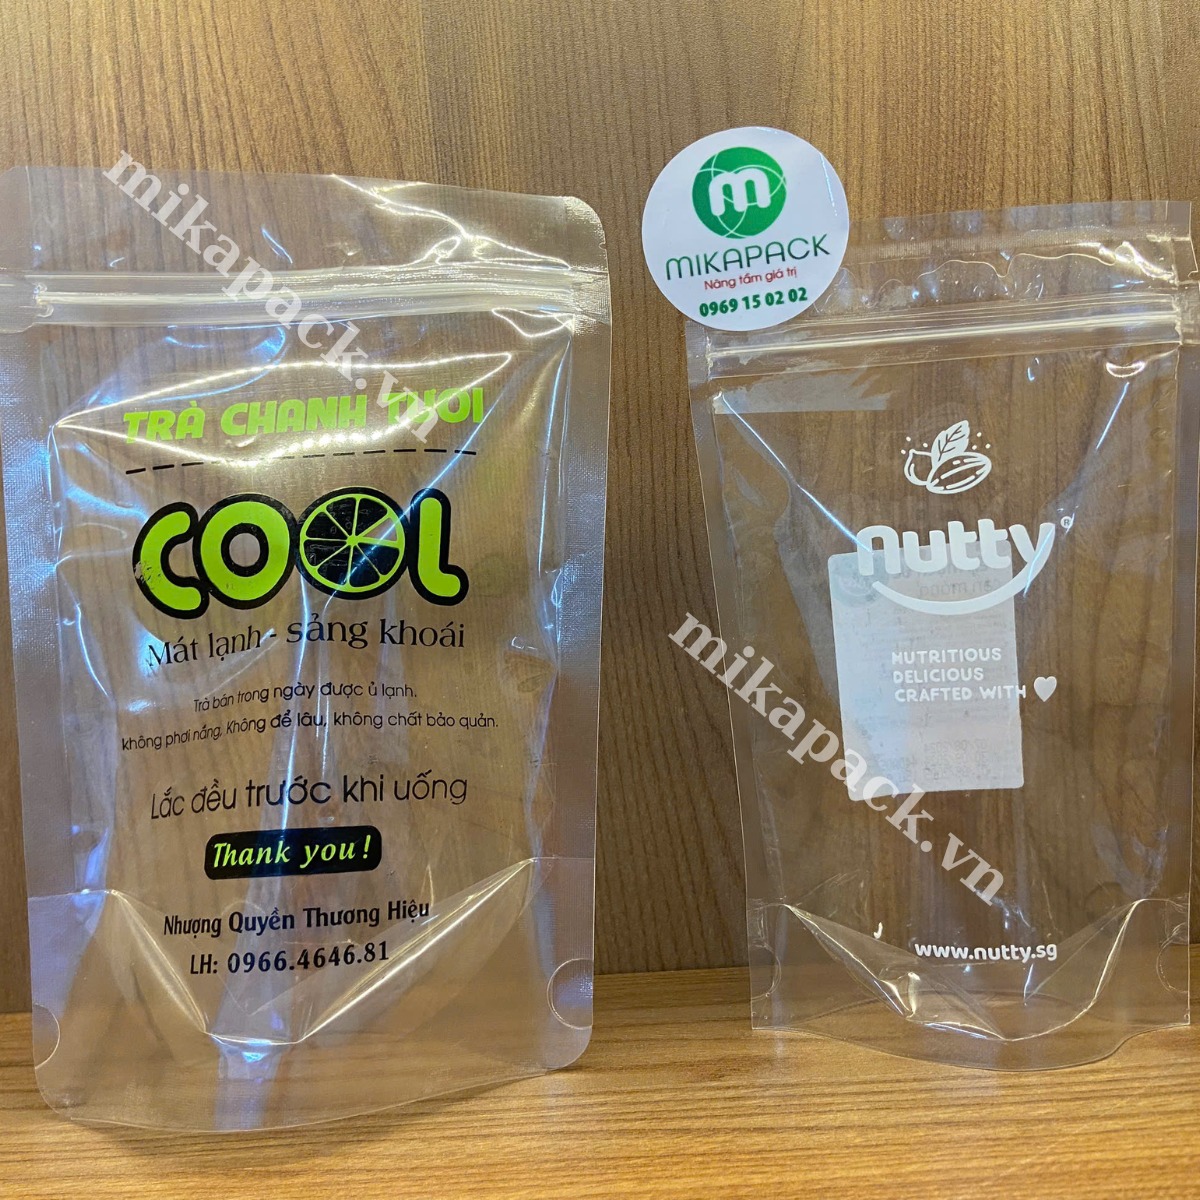 mikapack.vn
TRÀ CHANH THOI
COOL
Mát lạnh - sảng khoái
Trà bán trong ngày được ủ lạnh.
không phơi nắng, Không để lâu, không chất bảo quản.
Lắc đều trước khi uống
Thank you!
Nhượng Quyền Thương Hiệu
LH: 0966.4646.81
m
MIKAPACK
Nâng tầm giá trị
0969 15 02 02
nutty®
NUTRITIOUS
DELICIOUS
CRAFTED WITH
mikapack.vn
www.nutty.sg